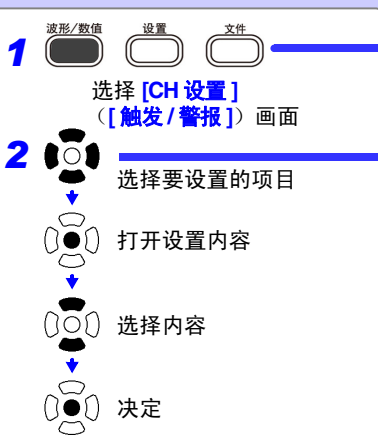 波形/数值 设置 文件
1
选择 [CH 设置]
（[触发 / 警报]）画面
2
选择要设置的项目
打开设置内容
选择内容
决定